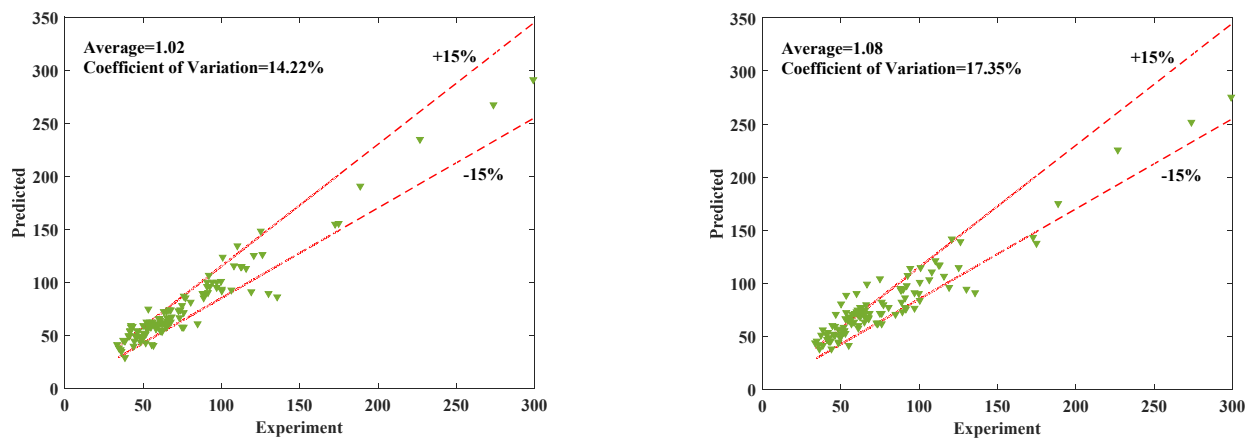 350
300
250
200
150
100
50
0
Predicted
Average=1.02
Coefficient of Variation=14.22%
+15%
-15%
0 50 100 150 200 250 300
Experiment
350
300
250
200
150
100
50
0
Predicted
Average=1.08
Coefficient of Variation=17.35%
+15%
-15%
0 50 100 150 200 250 300
Experiment